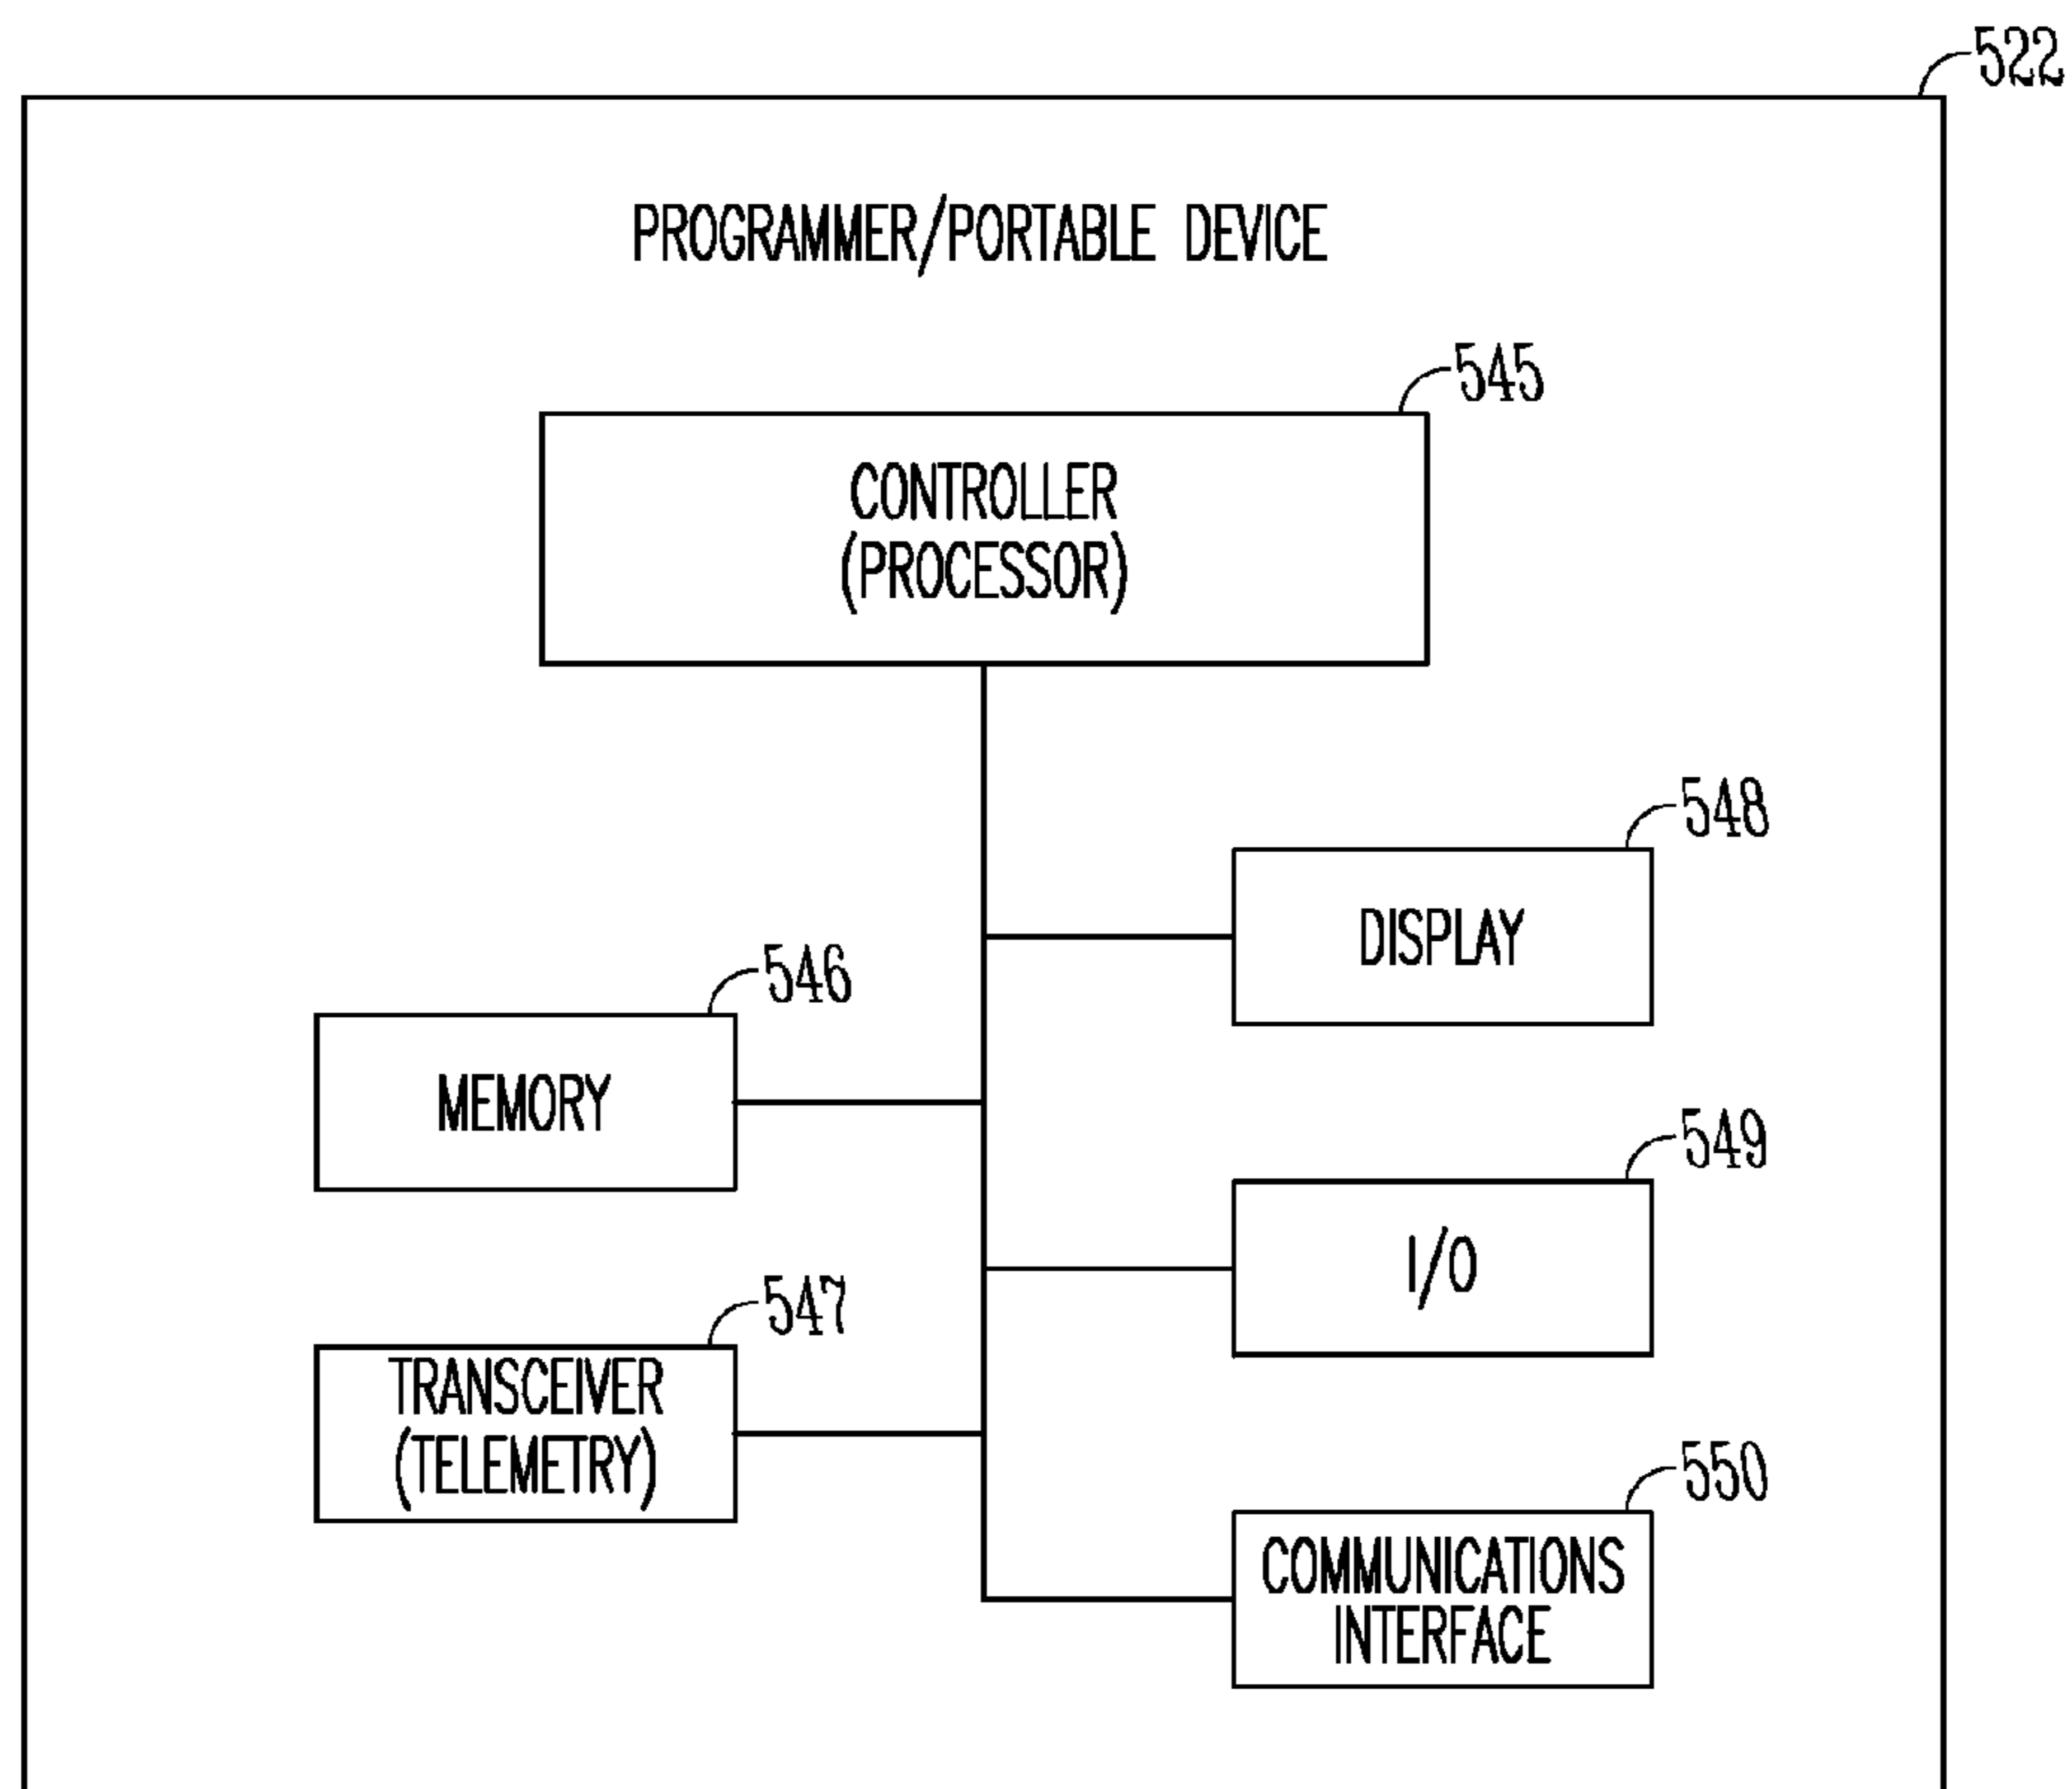 522
PROGRAMMER/PORTABLE DEVICE
545
CONTROLLER
(PROCESSOR)
548
DISPLAY
546
MEMORY
549
I/O
547
TRANSCEIVER
(TELEMETRY)
550
COMMUNICATIONS
INTERFACE